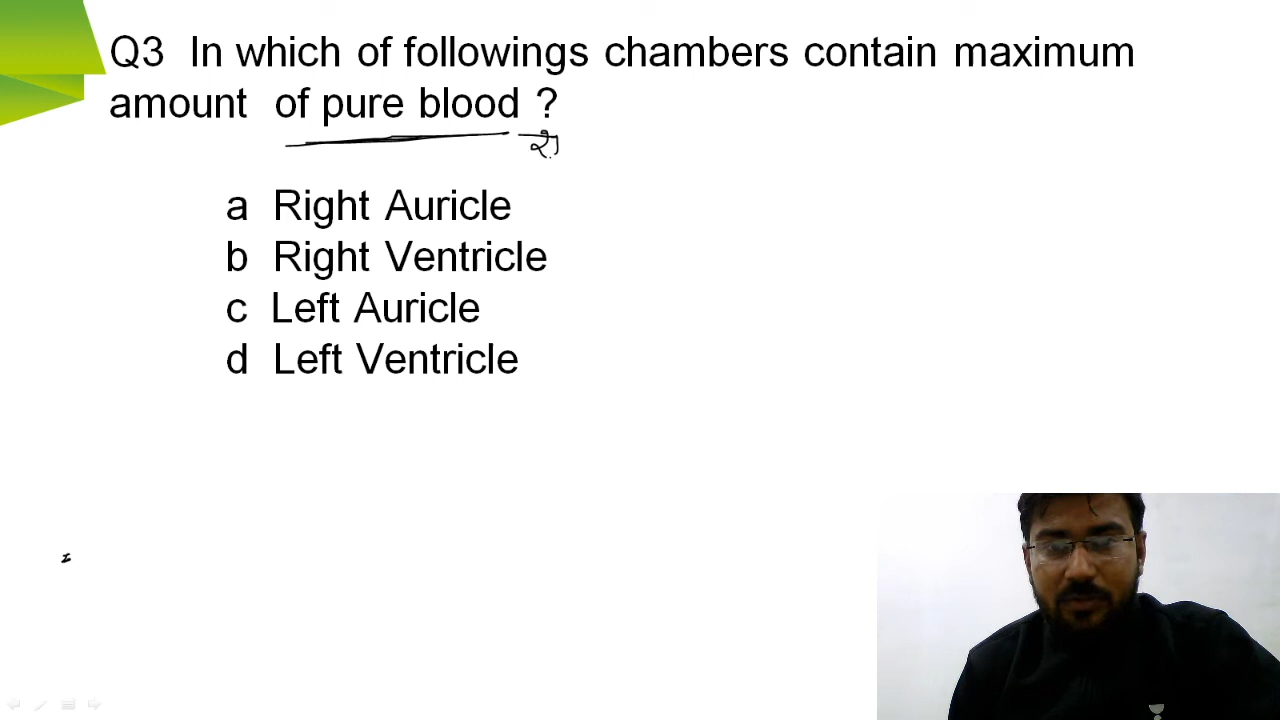 Q3 In which of followings chambers contain maximum
amount of pure blood ?
a Right Auricle
b Right Ventricle
c Left Auricle
d Left Ventricle